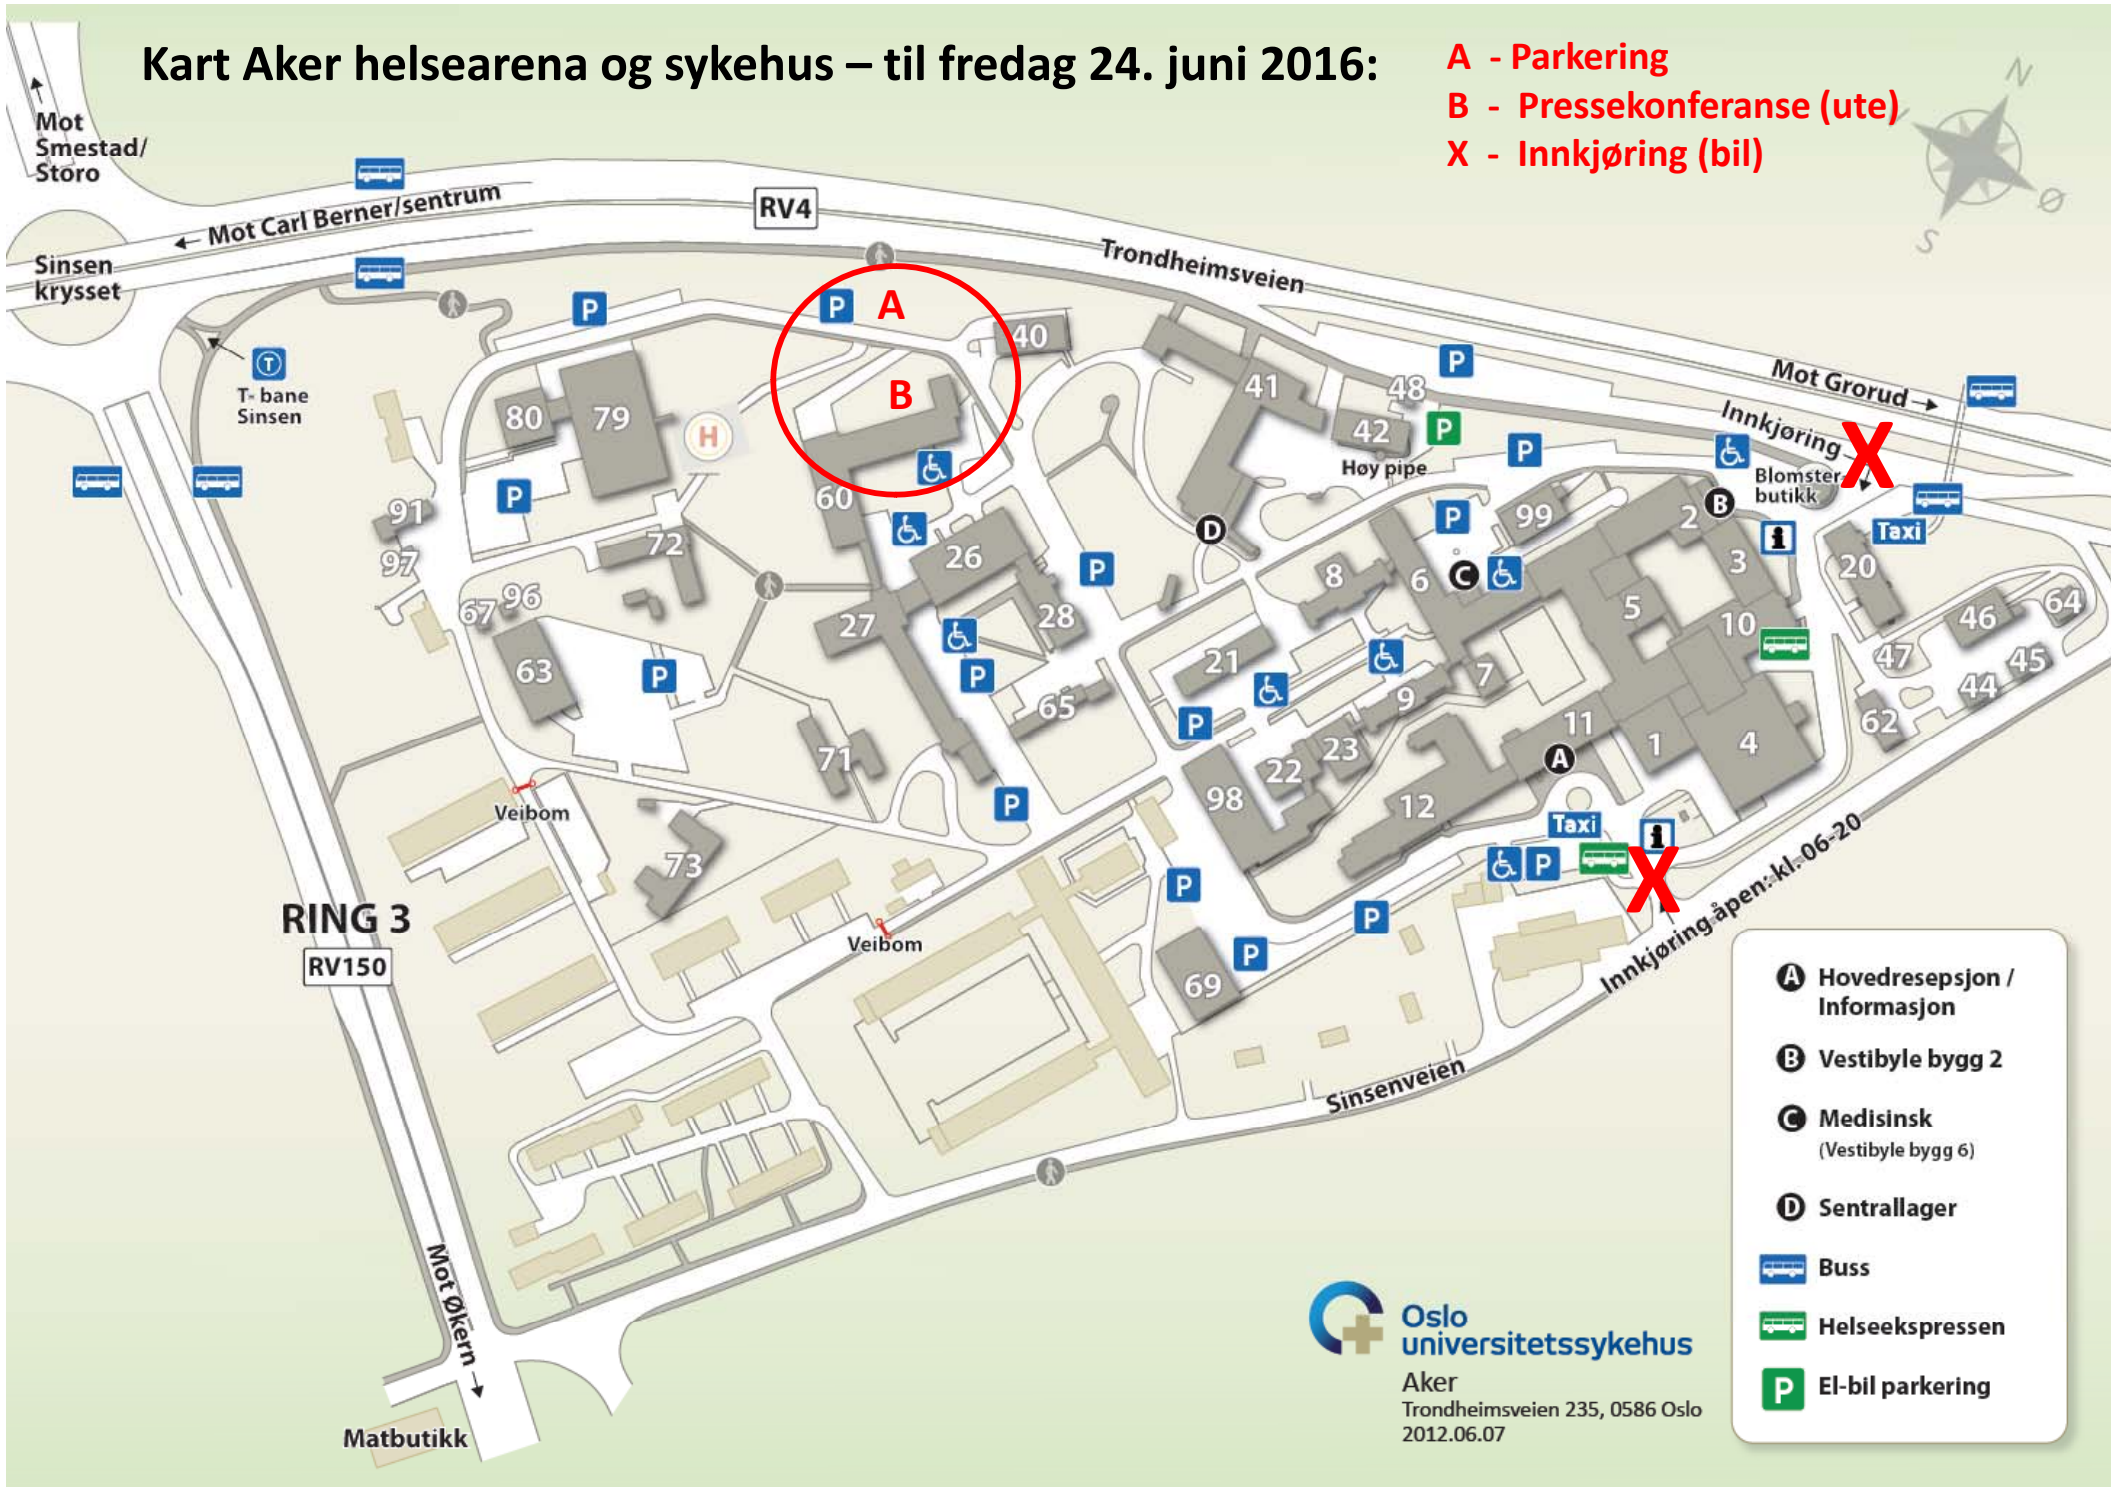 Kart Aker helsearena og sykehus – til fredag 24. juni 2016:
A - Parkering
B - Pressekonferanse (ute)
X - Innkjøring (bil)
N
V
Ø
S
Mot
Smestad/
Storo
Mot Carl Berner/sentrum
RV4
Trondheimsveien
Sinsen
krysset
P
P
A
40
T
T- bane
Sinsen
B
80
79
H
41
48
42
P
P
Høy pipe
P
Mot Grorud
Innkjøring
X
Blomster-
butikk
P
60
91
97
72
26
D
P
P
99
C
2
B
3
i
Taxi
20
67
96
27
28
8
6
5
10
46
64
63
P
P
65
21
7
9
47
45
44
62
71
P
P
98
22
23
12
11
A
1
4
Veibom
73
Taxi
i
P
X
Innkjøring åpen: kl. 06-20
RING 3
RV150
Veibom
P
P
P
69
Sinsenveien
Mot Økern
Matbutikk
A Hovedresepsjon /
Informasjon
B Vestibyle bygg 2
C Medisinsk
(Vestibyle bygg 6)
D Sentrallager
Buss
Helseekspressen
P El-bil parkering
Oslo
universitetssykehus
Aker
Trondheimsveien 235, 0586 Oslo
2012.06.07